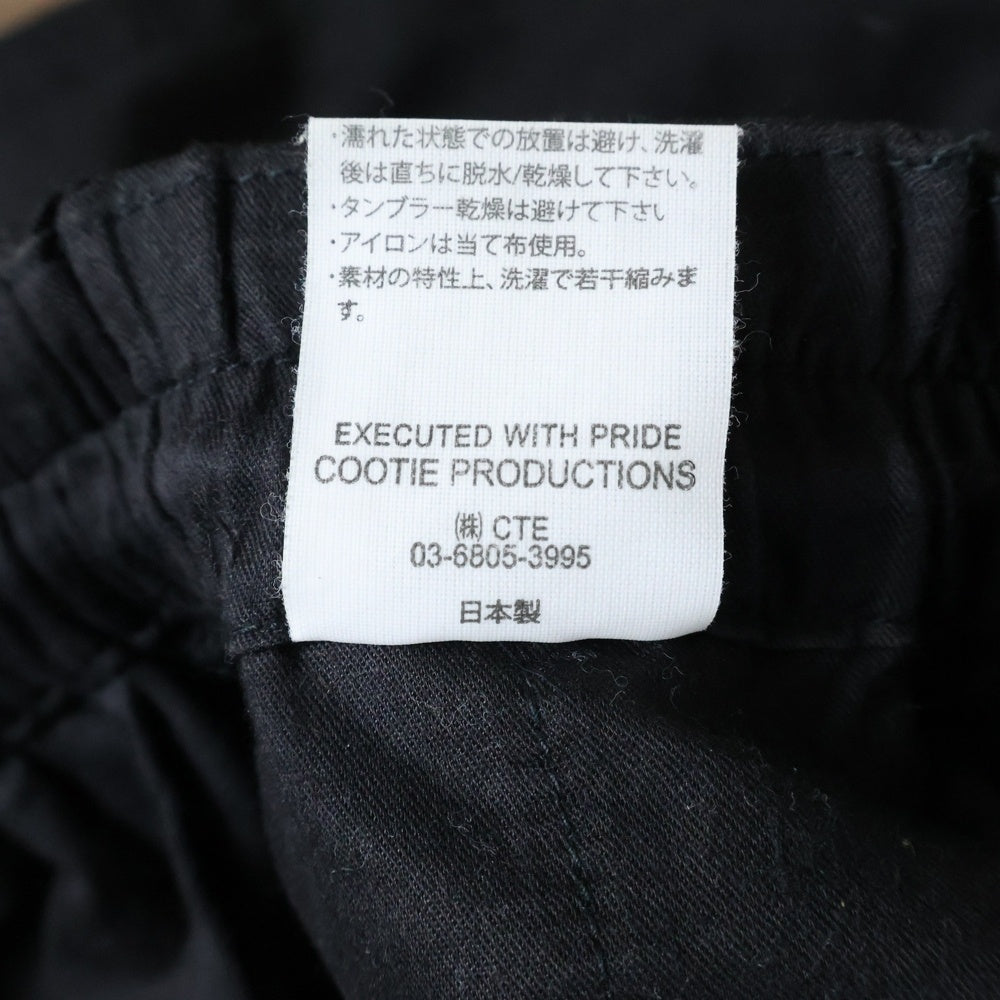 ・濡れた状態での放置は避け、洗濯
後は直ちに脱水/乾燥して下さい。
・タンブラー乾燥は避けて下さい
・アイロンは当て布使用。
・素材の特性上、洗濯で若干縮みま
す。
EXECUTED WITH PRIDE
COOTIE PRODUCTIONS
㈱ CTE
03-6805-3995
日本製